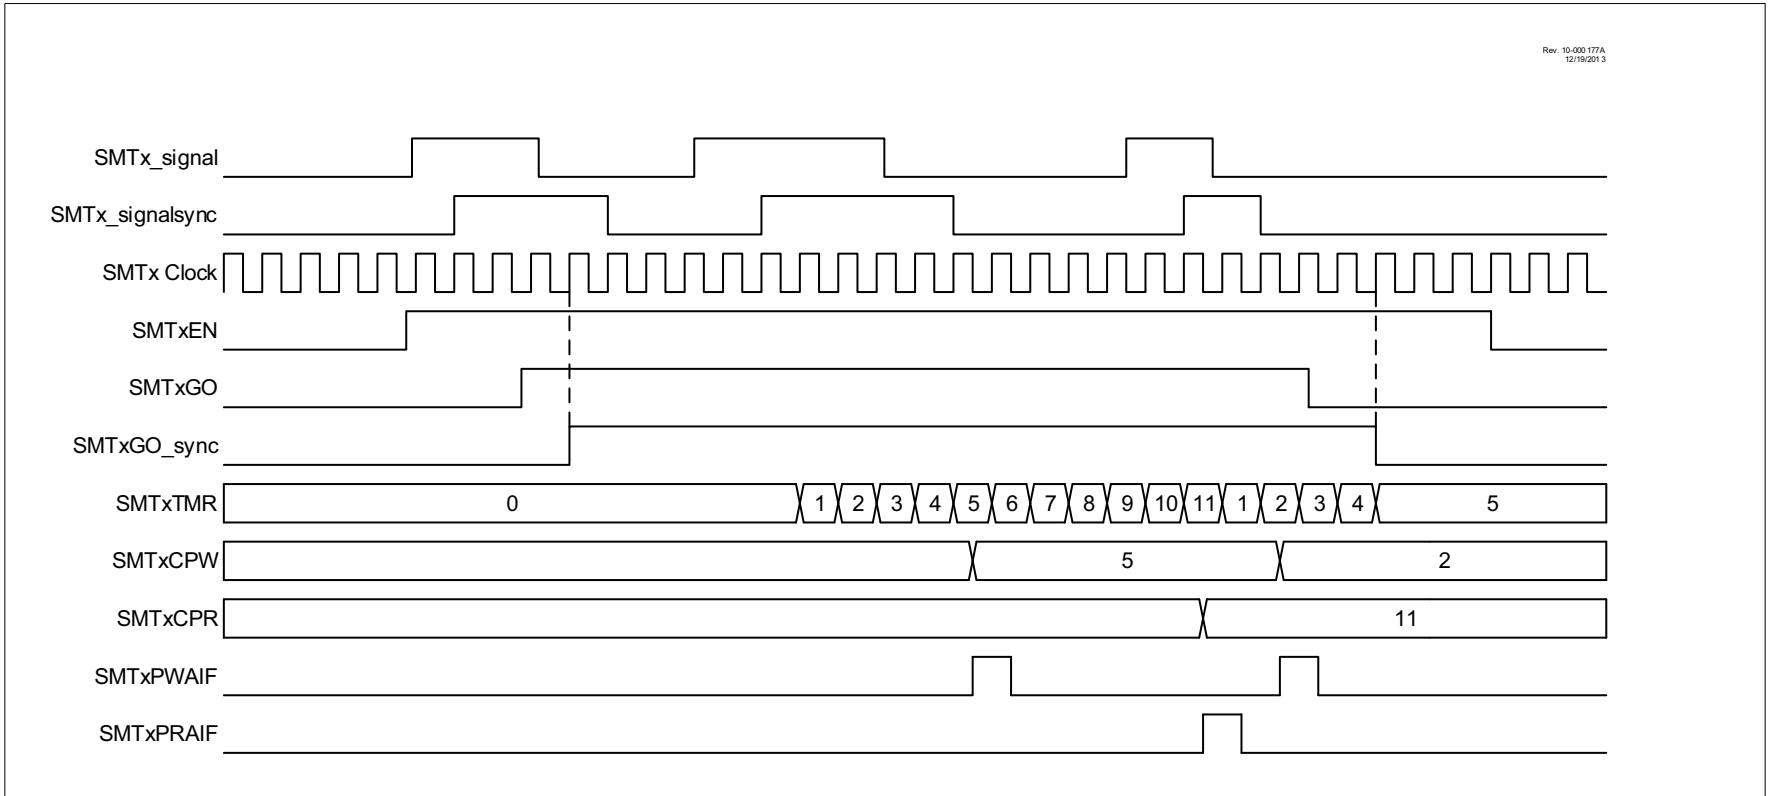 Rev. 10-000 177A
12/19/201 3
SMTx_signal
SMTx_signalsync
SMTx Clock
SMTxEN
SMTxGO
SMTxGO_sync
SMTxTMR 0 1 2 3 4 5 6 7 8 9 10 11 1 2 3 4 5
SMTxCPW 5 2
SMTxCPR 11
SMTxPWAIF
SMTxPRAIF